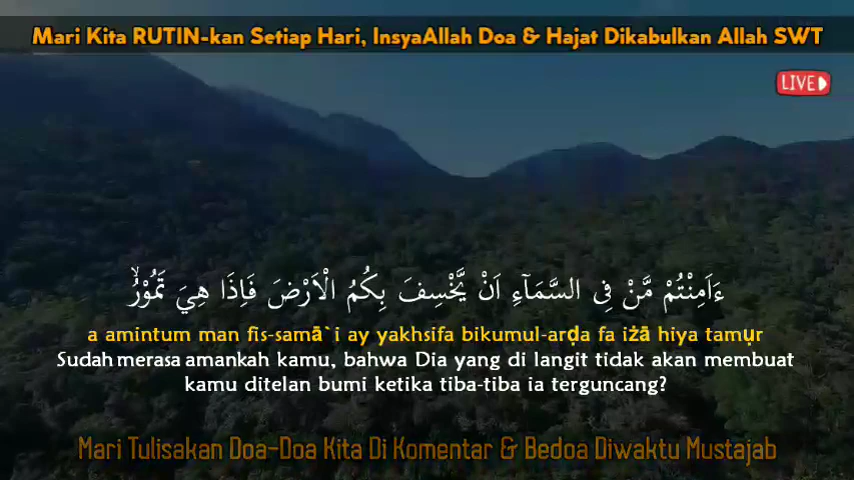 Mari Kita RUTIN-kan Setiap Hari, InsyaAllah Doa & Hajat Dikabulkan Allah SWT
LIVE
ءَاَمِنْتُمْ مَّنْ فِى السَّمَاۤءِ اَنْ يَّخْسِفَ بِكُمُ الْاَرْضَ فَاِذَا هِيَ تَمُوْرُۙ
a amintum man fis-samā`i ay yakhsifa bikumul-arḍa fa iżā hiya tamụr
Sudah merasa amankah kamu, bahwa Dia yang di langit tidak akan membuat
kamu ditelan bumi ketika tiba-tiba ia terguncang?
Mari Tulisakan Doa-Doa Kita Di Komentar & Bedoa Diwaktu Mustajab